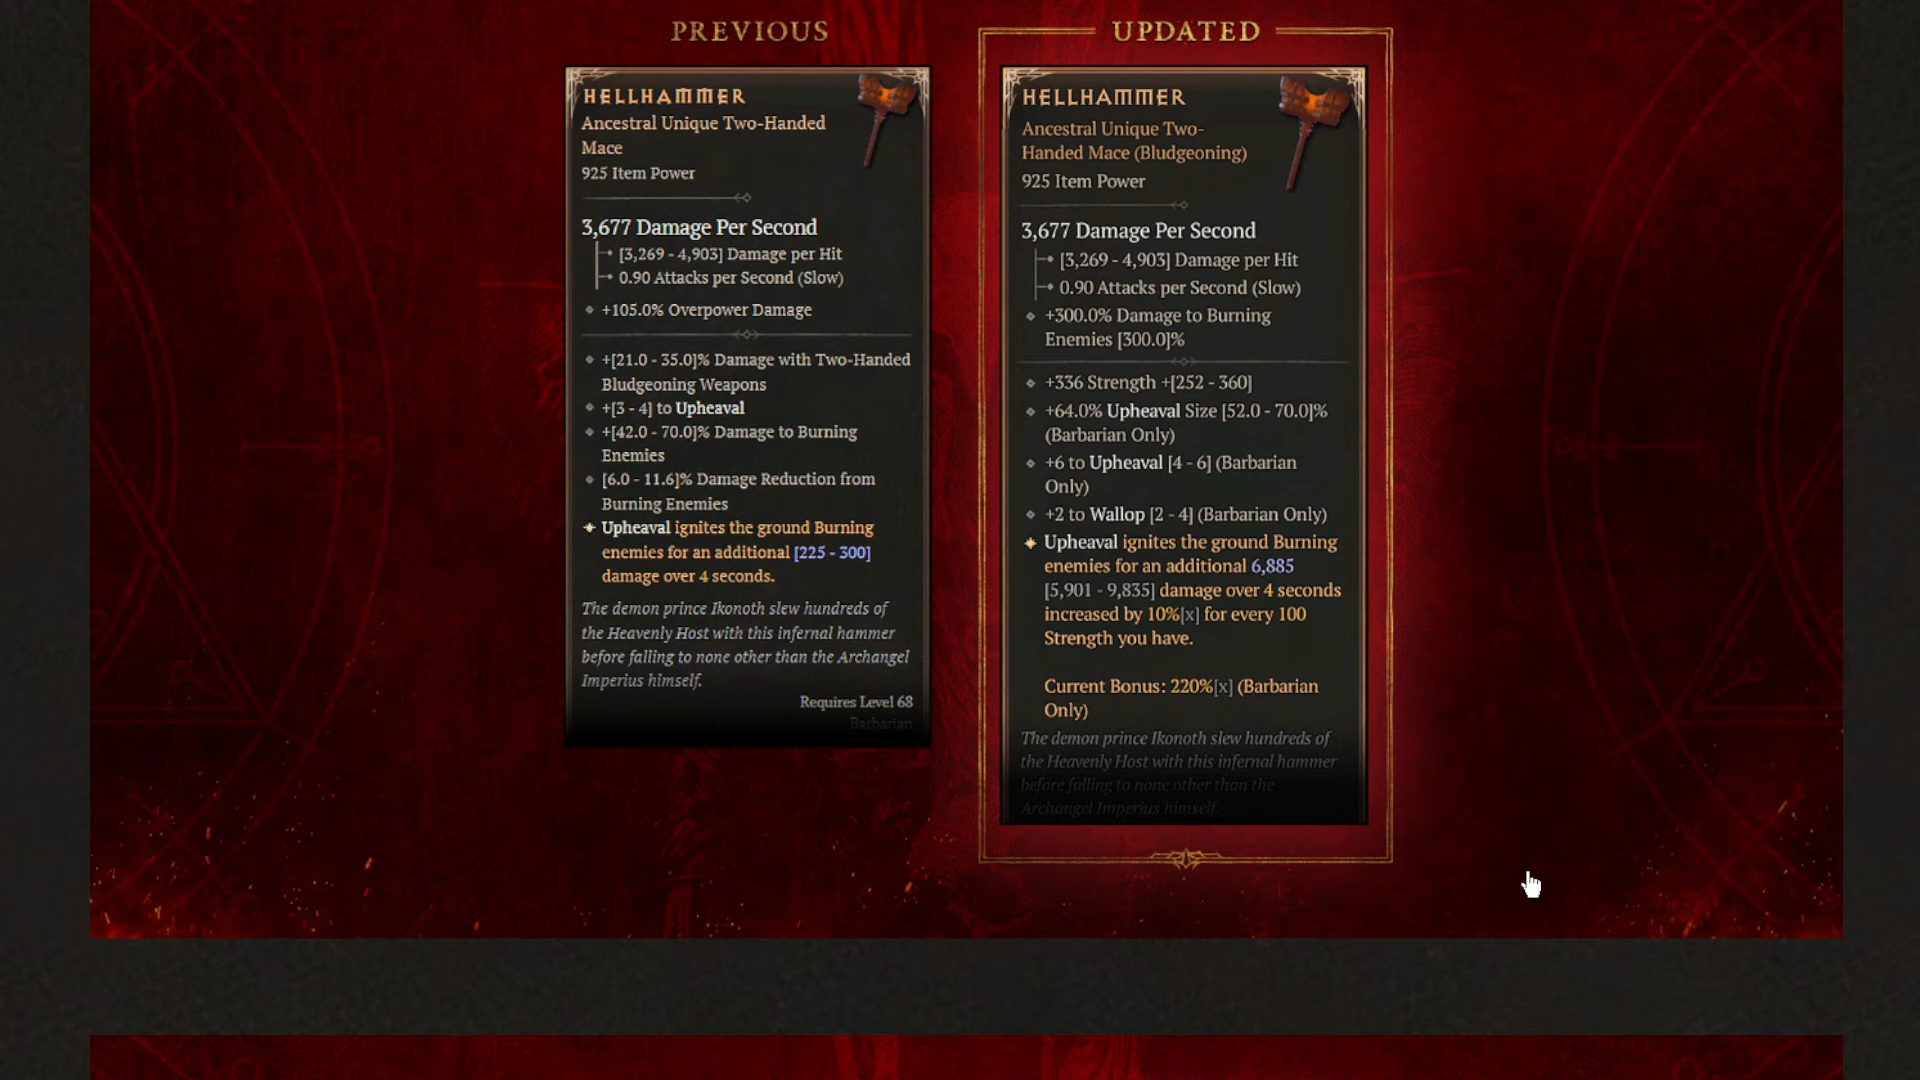 PREVIOUS
HELLHAMMER
Ancestral Unique Two-Handed
Mace
925 Item Power
3,677 Damage Per Second
[3,269 - 4,903] Damage per Hit
0.90 Attacks per Second (Slow)
+105.0% Overpower Damage
+[21.0 - 35.0]% Damage with Two-Handed
Bludgeoning Weapons
+[3 - 4] to Upheaval
+[42.0 - 70.0]% Damage to Burning
Enemies
[6.0 - 11.6]% Damage Reduction from
Burning Enemies
Upheaval ignites the ground Burning
enemies for an additional [225 - 300]
damage over 4 seconds.
The demon prince Ikonoth slew hundreds of
the Heavenly Host with this infernal hammer
before falling to none other than the Archangel
Imperius himself.
Requires Level 68
Barbarian
UPDATED
HELLHAMMER
Ancestral Unique Two-
Handed Mace (Bludgeoning)
925 Item Power
3,677 Damage Per Second
[3,269 - 4,903] Damage per Hit
0.90 Attacks per Second (Slow)
+300.0% Damage to Burning
Enemies [300.0]%
+336 Strength +[252 - 360]
+64.0% Upheaval Size [52.0 - 70.0]%
(Barbarian Only)
+6 to Upheaval [4 - 6] (Barbarian
Only)
+2 to Wallop [2 - 4] (Barbarian Only)
Upheaval ignites the ground Burning
enemies for an additional 6,885
[5,901 - 9,835] damage over 4 seconds
increased by 10%[x] for every 100
Strength you have.
Current Bonus: 220%[x] (Barbarian
Only)
The demon prince Ikonoth slew hundreds of
the Heavenly Host with this infernal hammer
before falling to none other than the
Archangel Imperius himself.